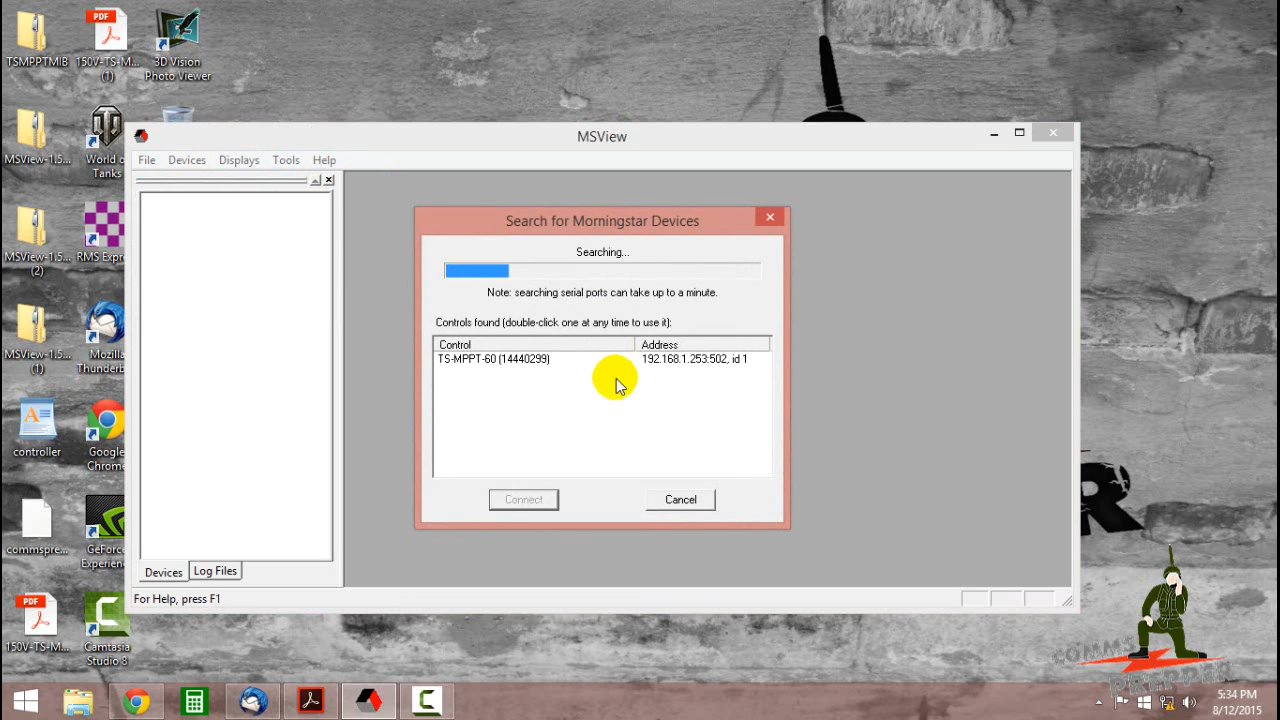 TSMPPTMIB
150V-TS-M...
(1)
3D Vision
Photo Viewer
MSView-1.5...
World of
Tanks
MSView-1.5...
(2)
RMS Expr
MSView-1.5...
(1)
Mozilla
Thunderb
controller
Google
Chrome
commspre...
GeForce
Experien
150V-TS-M...
Camtasia
Studio 8
MSView
File
Devices
Displays
Tools
Help
Search for Morningstar Devices
Searching...
Note: searching serial ports can take up to a minute.
Controls found (double-click one at any time to use it):
Control
Address
TS-MPPT-60 (14440299)
192.168.1.253:502, id 1
Connect
Cancel
Devices
Log Files
For Help, press F1
R
COMMS
PREPPER
5:34 PM
8/12/2015